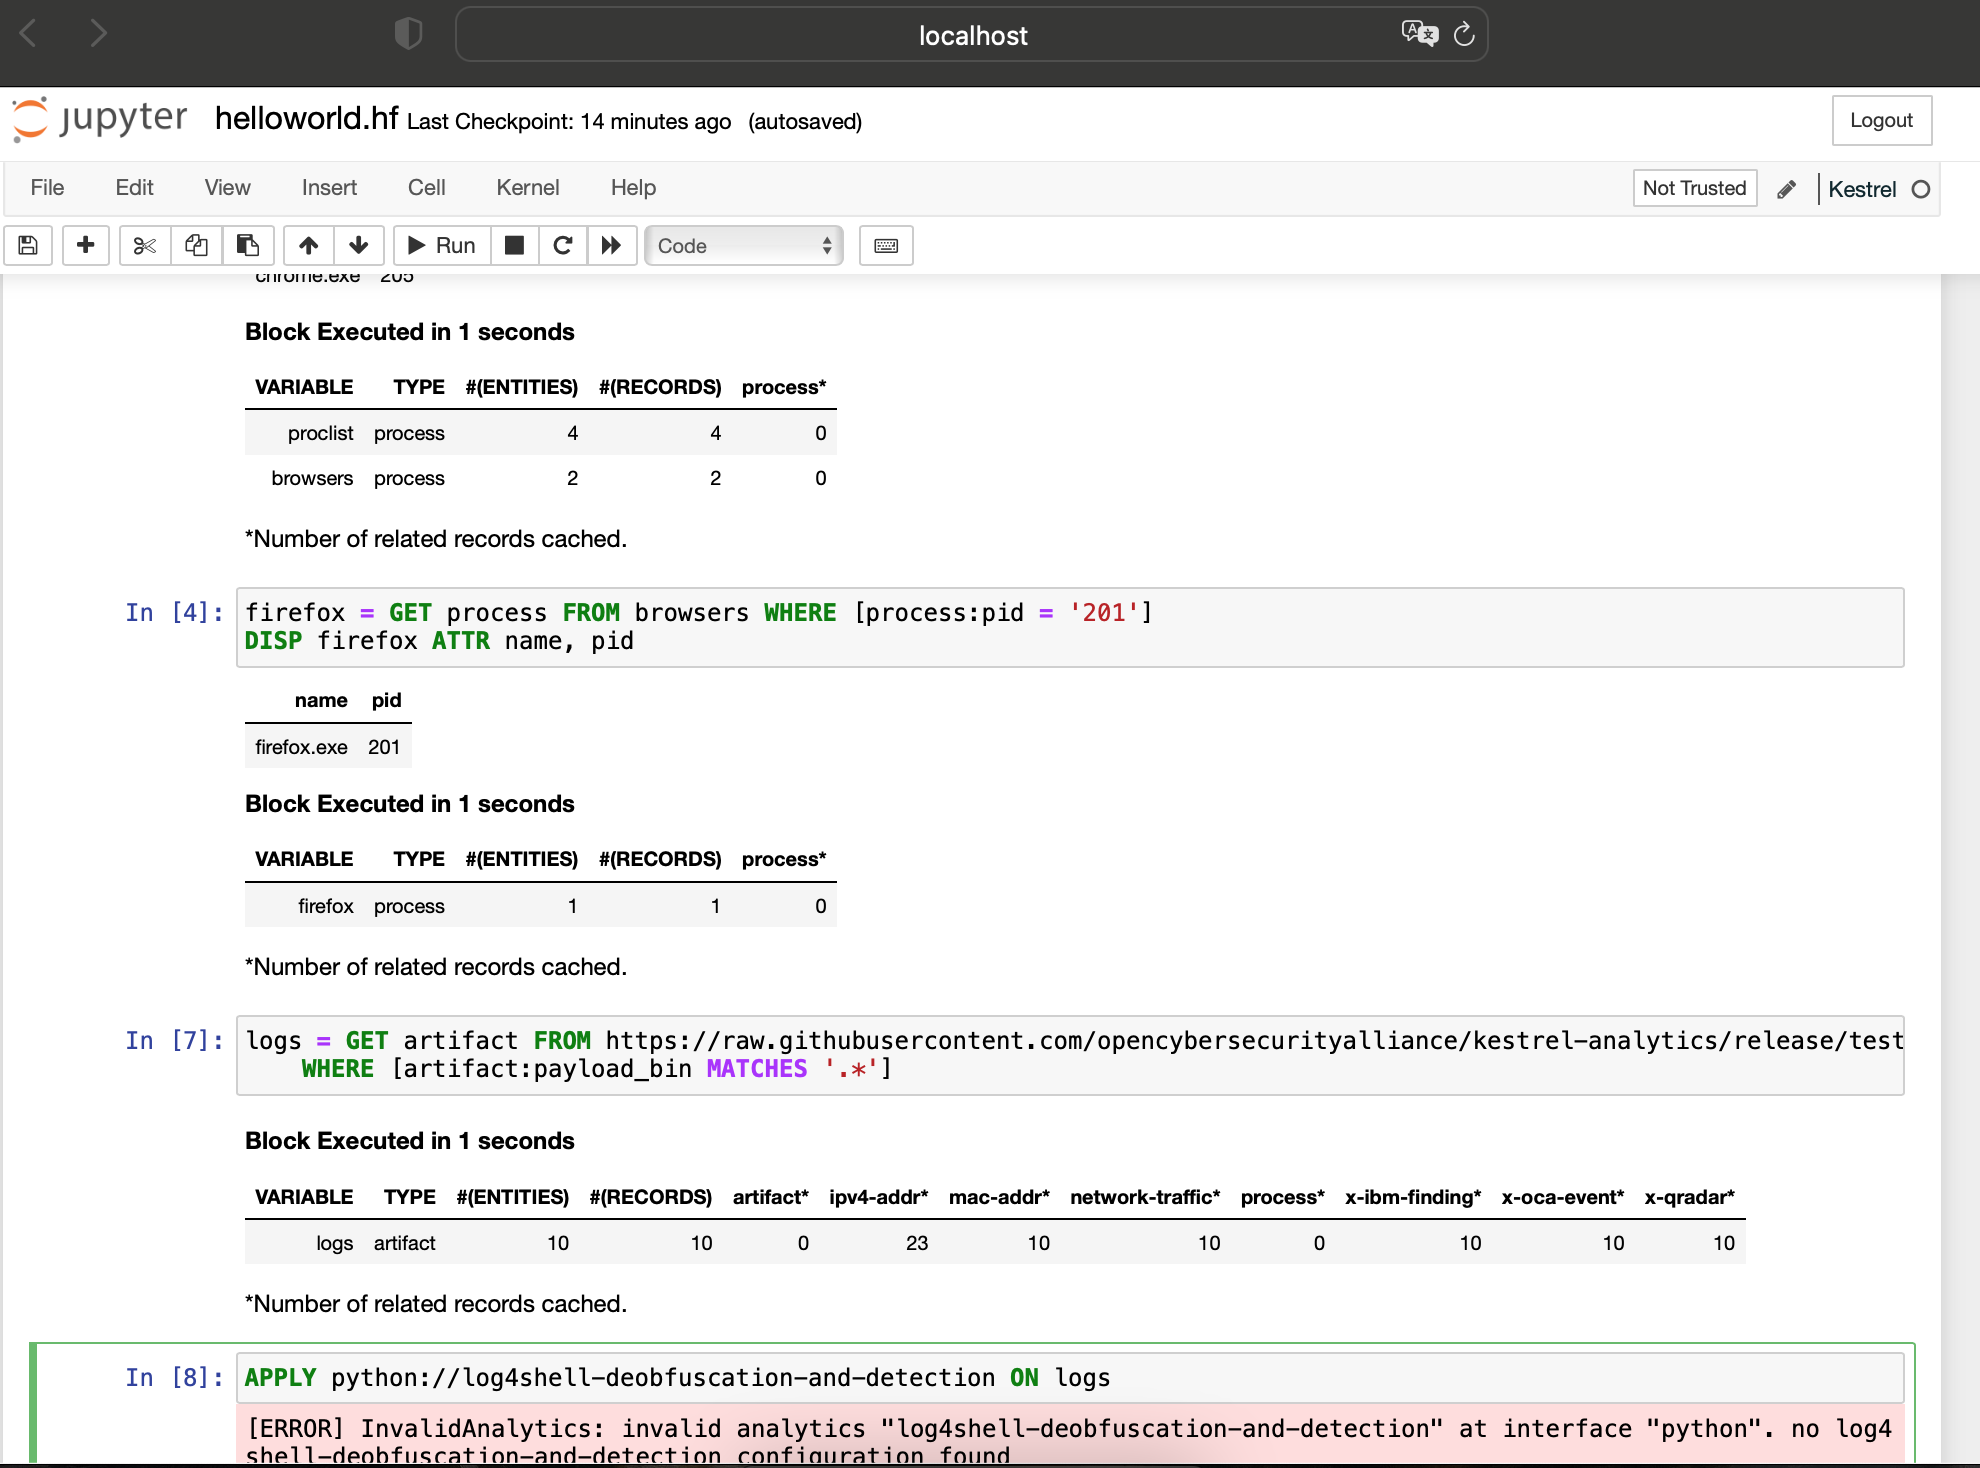 localhost
jupyter helloworld.hf Last Checkpoint: 14 minutes ago (autosaved) Logout
File Edit View Insert Cell Kernel Help Not Trusted Kestrel
Run Code
chrome.exe 205
Block Executed in 1 seconds
VARIABLE TYPE #(ENTITIES) #(RECORDS) process*
proclist process 4 4 0
browsers process 2 2 0
*Number of related records cached.
In [4]: firefox = GET process FROM browsers WHERE [process:pid = '201']
DISP firefox ATTR name, pid
name pid
firefox.exe 201
Block Executed in 1 seconds
VARIABLE TYPE #(ENTITIES) #(RECORDS) process*
firefox process 1 1 0
*Number of related records cached.
In [7]: logs = GET artifact FROM https://raw.githubusercontent.com/opencybersecurityalliance/kestrel-analytics/release/test
WHERE [artifact:payload_bin MATCHES '.*']
Block Executed in 1 seconds
VARIABLE TYPE #(ENTITIES) #(RECORDS) artifact* ipv4-addr* mac-addr* network-traffic* process* x-ibm-finding* x-oca-event* x-qradar*
logs artifact 10 10 0 23 10 10 0 10 10 10
*Number of related records cached.
In [8]: APPLY python://log4shell-deobfuscation-and-detection ON logs
[ERROR] InvalidAnalytics: invalid analytics "log4shell-deobfuscation-and-detection" at interface "python". no log4
shell-deobfuscation-and-detection configuration found